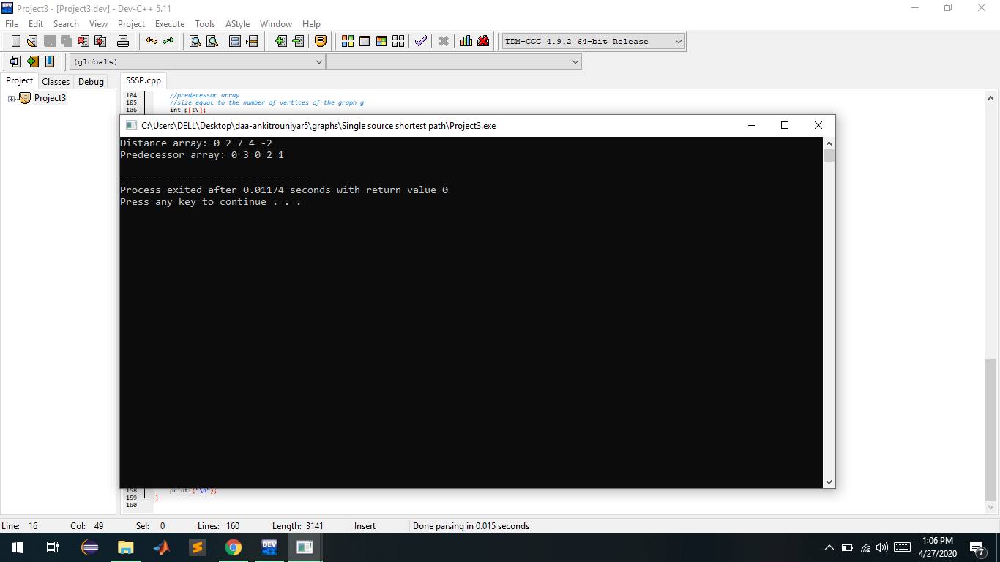 Project3 - [Project3.dev] - Dev-C++ 5.11
File Edit Search View Project Execute Tools AStyle Window Help
TDM-GCC 4.9.2 64-bit Release
(globals)
Project Classes Debug SSSP.cpp
Project3
104 //predecessor array
105 //size equal to the number of vertices of the graph g
106 int p[tV];
C:\Users\DELL\Desktop\daa-ankitrouniyar5\graphs\Single source shortest path\Project3.exe
Distance array: 0 2 7 4 -2
Predecessor array: 0 3 0 2 1
--------------------------------
Process exited after 0.01174 seconds with return value 0
Press any key to continue . . .
158 printf("\n");
159 }
160
Line: 16 Col: 49 Sel: 0 Lines: 160 Length: 3141 Insert Done parsing in 0.015 seconds
DEV
1:06 PM
4/27/2020
7